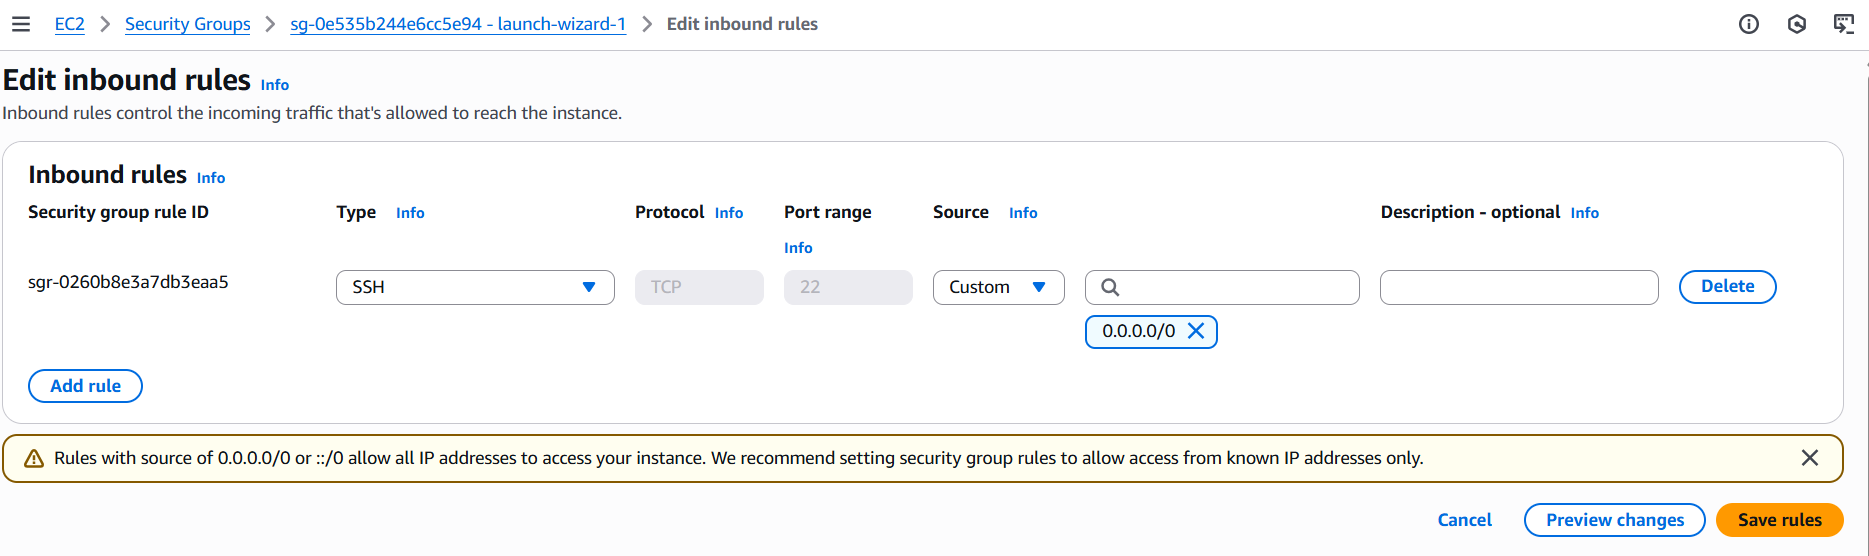 EC2 > Security Groups > sg-0e535b244e6cc5e94 - launch-wizard-1 > Edit inbound rules
Edit inbound rules Info
Inbound rules control the incoming traffic that's allowed to reach the instance.
Inbound rules Info
Security group rule ID Type Info Protocol Info Port range Info Source Info Description - optional Info
sgr-0260b8e3a7db3eaa5 SSH TCP 22 Custom Delete
0.0.0.0/0
Add rule
Rules with source of 0.0.0.0/0 or ::/0 allow all IP addresses to access your instance. We recommend setting security group rules to allow access from known IP addresses only.
Cancel Preview changes Save rules